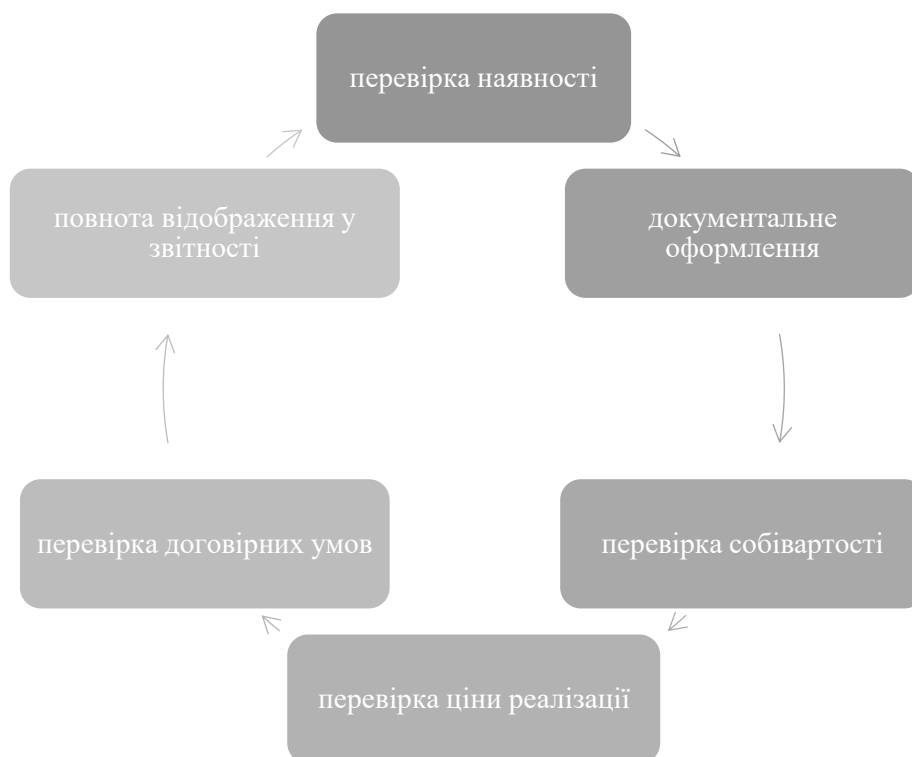 перевірка наявності
документальне
оформлення
перевірка собівартості
перевірка ціни реалізації
перевірка договірних умов
повнота відображення у
звітності